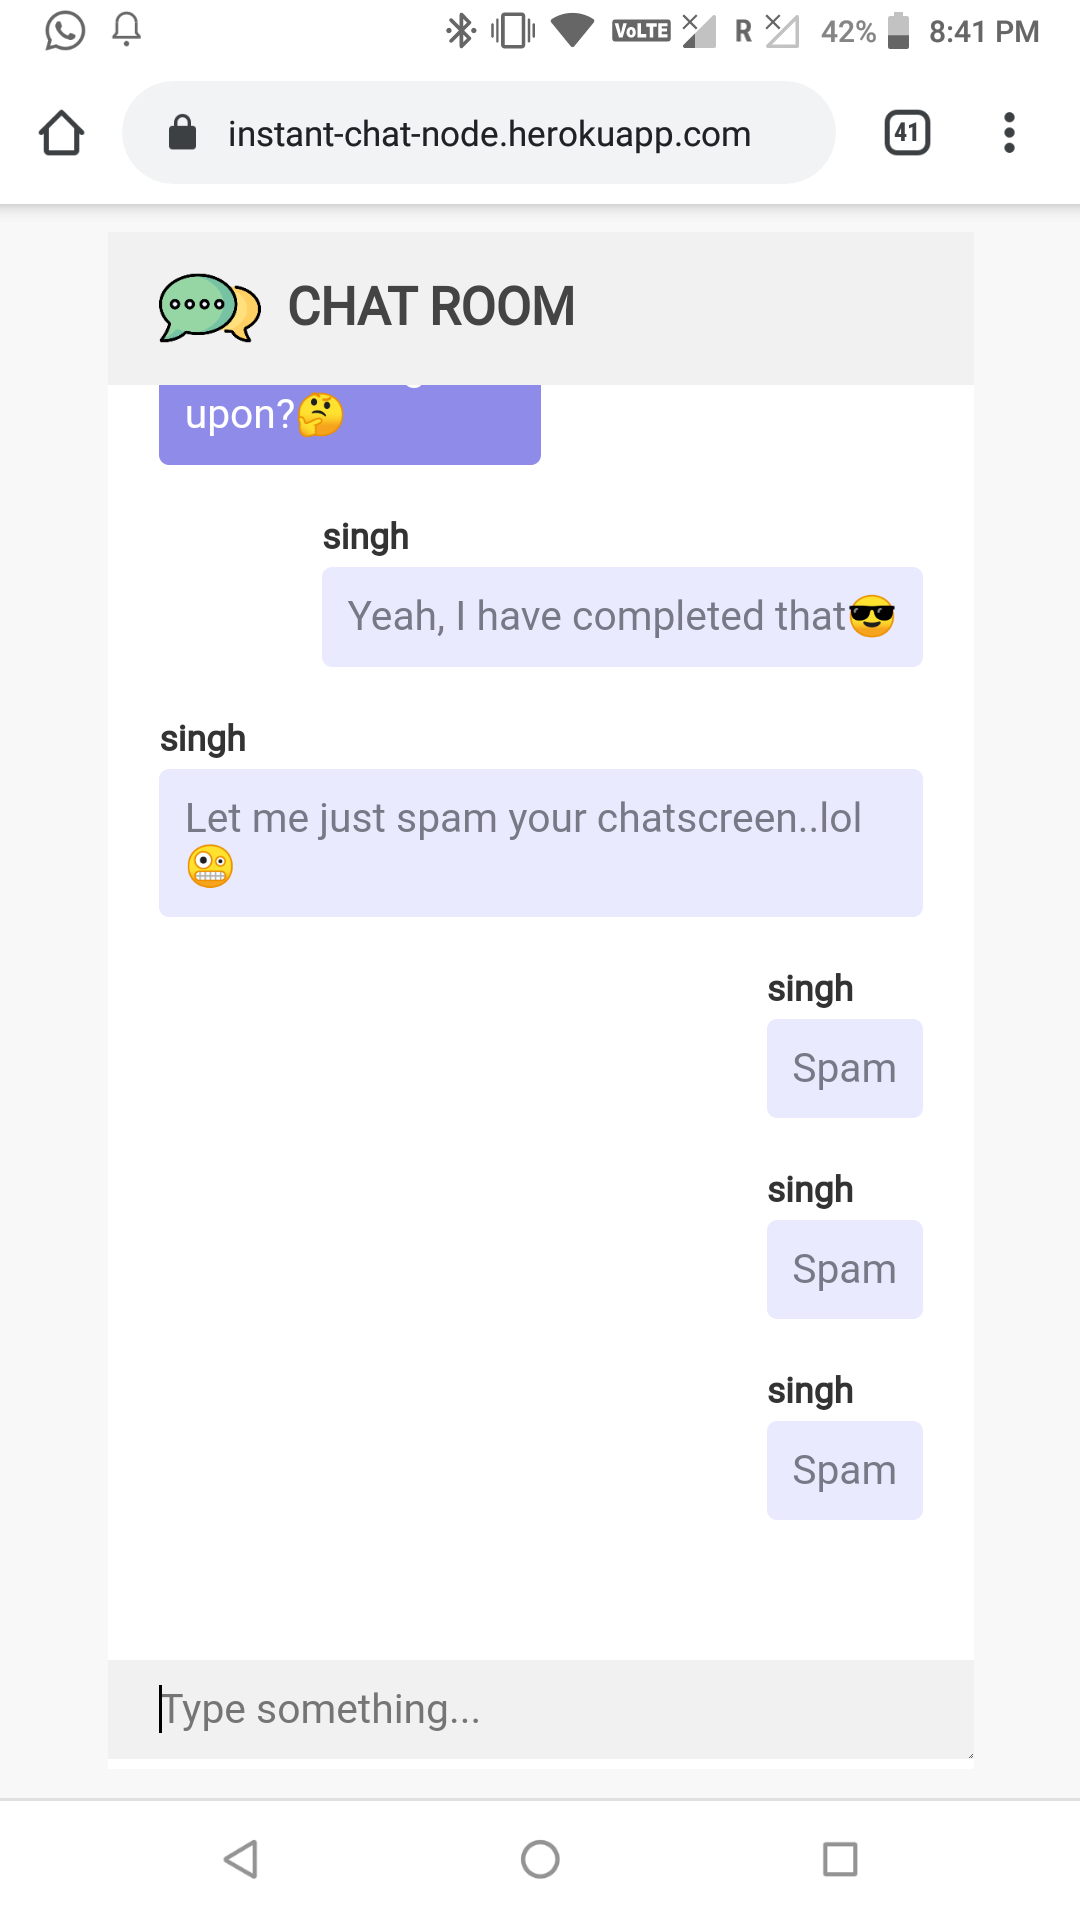 VoLTE R 42% 8:41 PM
instant-chat-node.herokuapp.com 41
CHAT ROOM
upon?🤔
singh
Yeah, I have completed that😎
singh
Let me just spam your chatscreen..lol
🤪
singh
Spam
singh
Spam
singh
Spam
Type something...